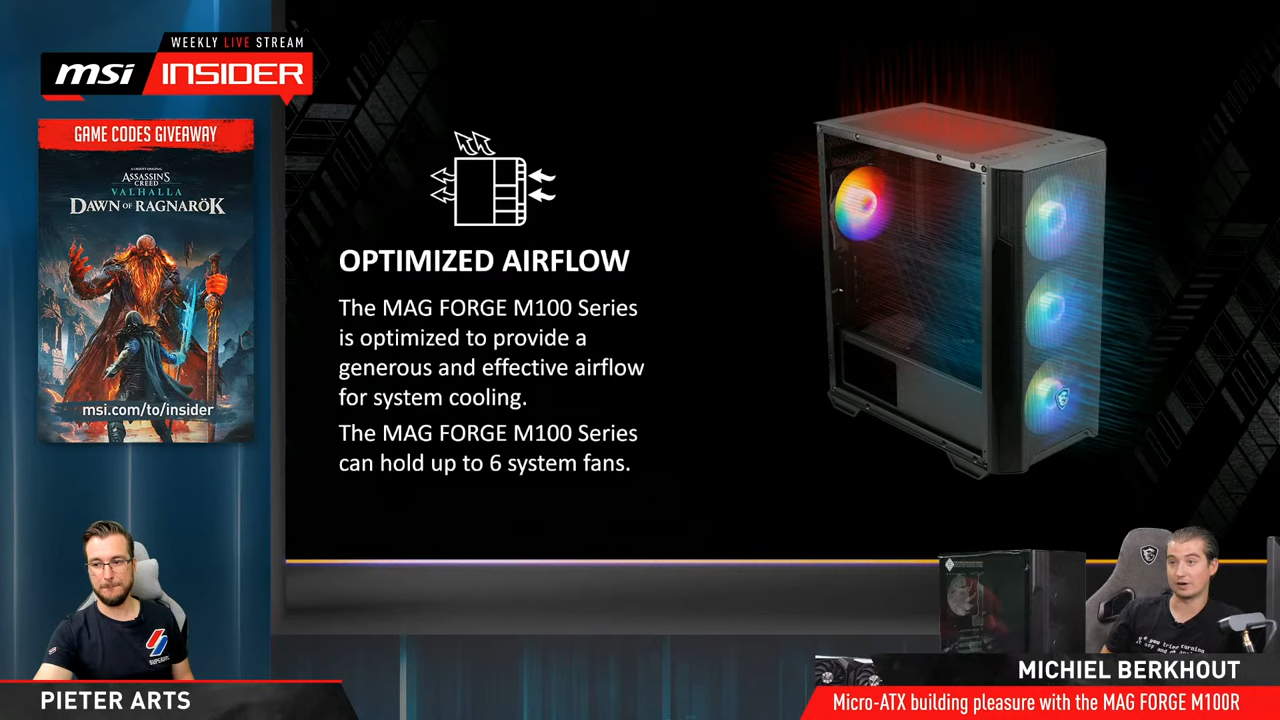 WEEKLY LIVE STREAM
msi INSIDER
GAME CODES GIVEAWAY
ASSASSIN'S
CREED
VALHALLA
DAWN OF RAGNARÖK
msi.com/to/insider
OPTIMIZED AIRFLOW
The MAG FORGE M100 Series
is optimized to provide a
generous and effective airflow
for system cooling.
The MAG FORGE M100 Series
can hold up to 6 system fans.
PIETER ARTS
MICHIEL BERKHOUT
Micro-ATX building pleasure with the MAG FORGE M100R